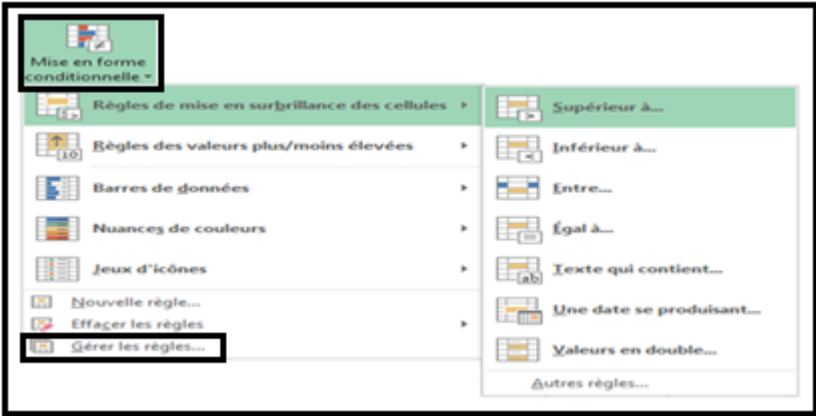 Mise en forme
conditionnelle
Règles de mise en surbrillance des cellules
Règles des valeurs plus/moins élevées
10
Barres de données
Nuances de couleurs
Jeux d'icônes
Nouvelle règle...
Effacer les règles
Gérer les règles...
Supérieur à...
Inférieur à...
Entre...
Égal à...
Texte qui contient...
ab
Une date se produisant...
Valeurs en double...
Autres règles...